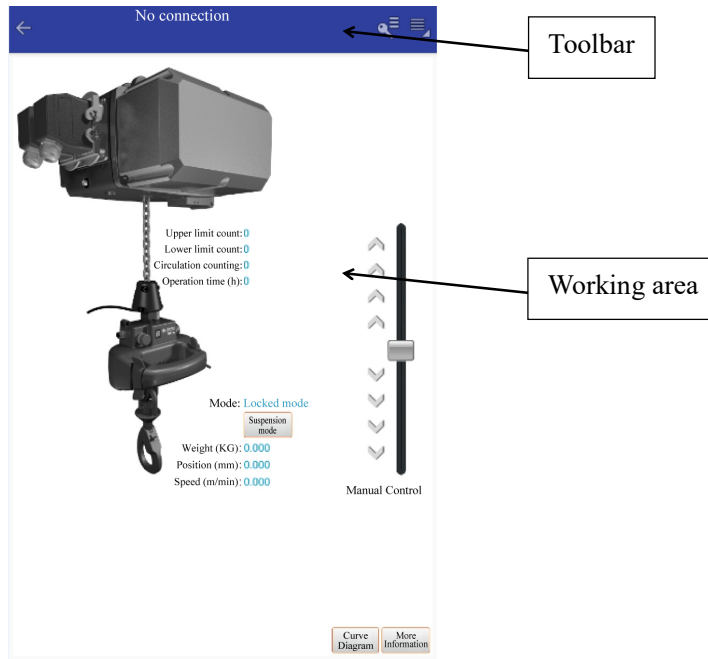 No connection
Toolbar
Upper limit count:0
Lower limit count:0
Circulation counting:0
Operation time (h):0
Working area
Mode: Locked mode
Suspension
mode
Weight (KG): 0.000
Position (mm): 0.000
Speed (m/min): 0.000
Manual Control
Curve
Diagram
More
Information